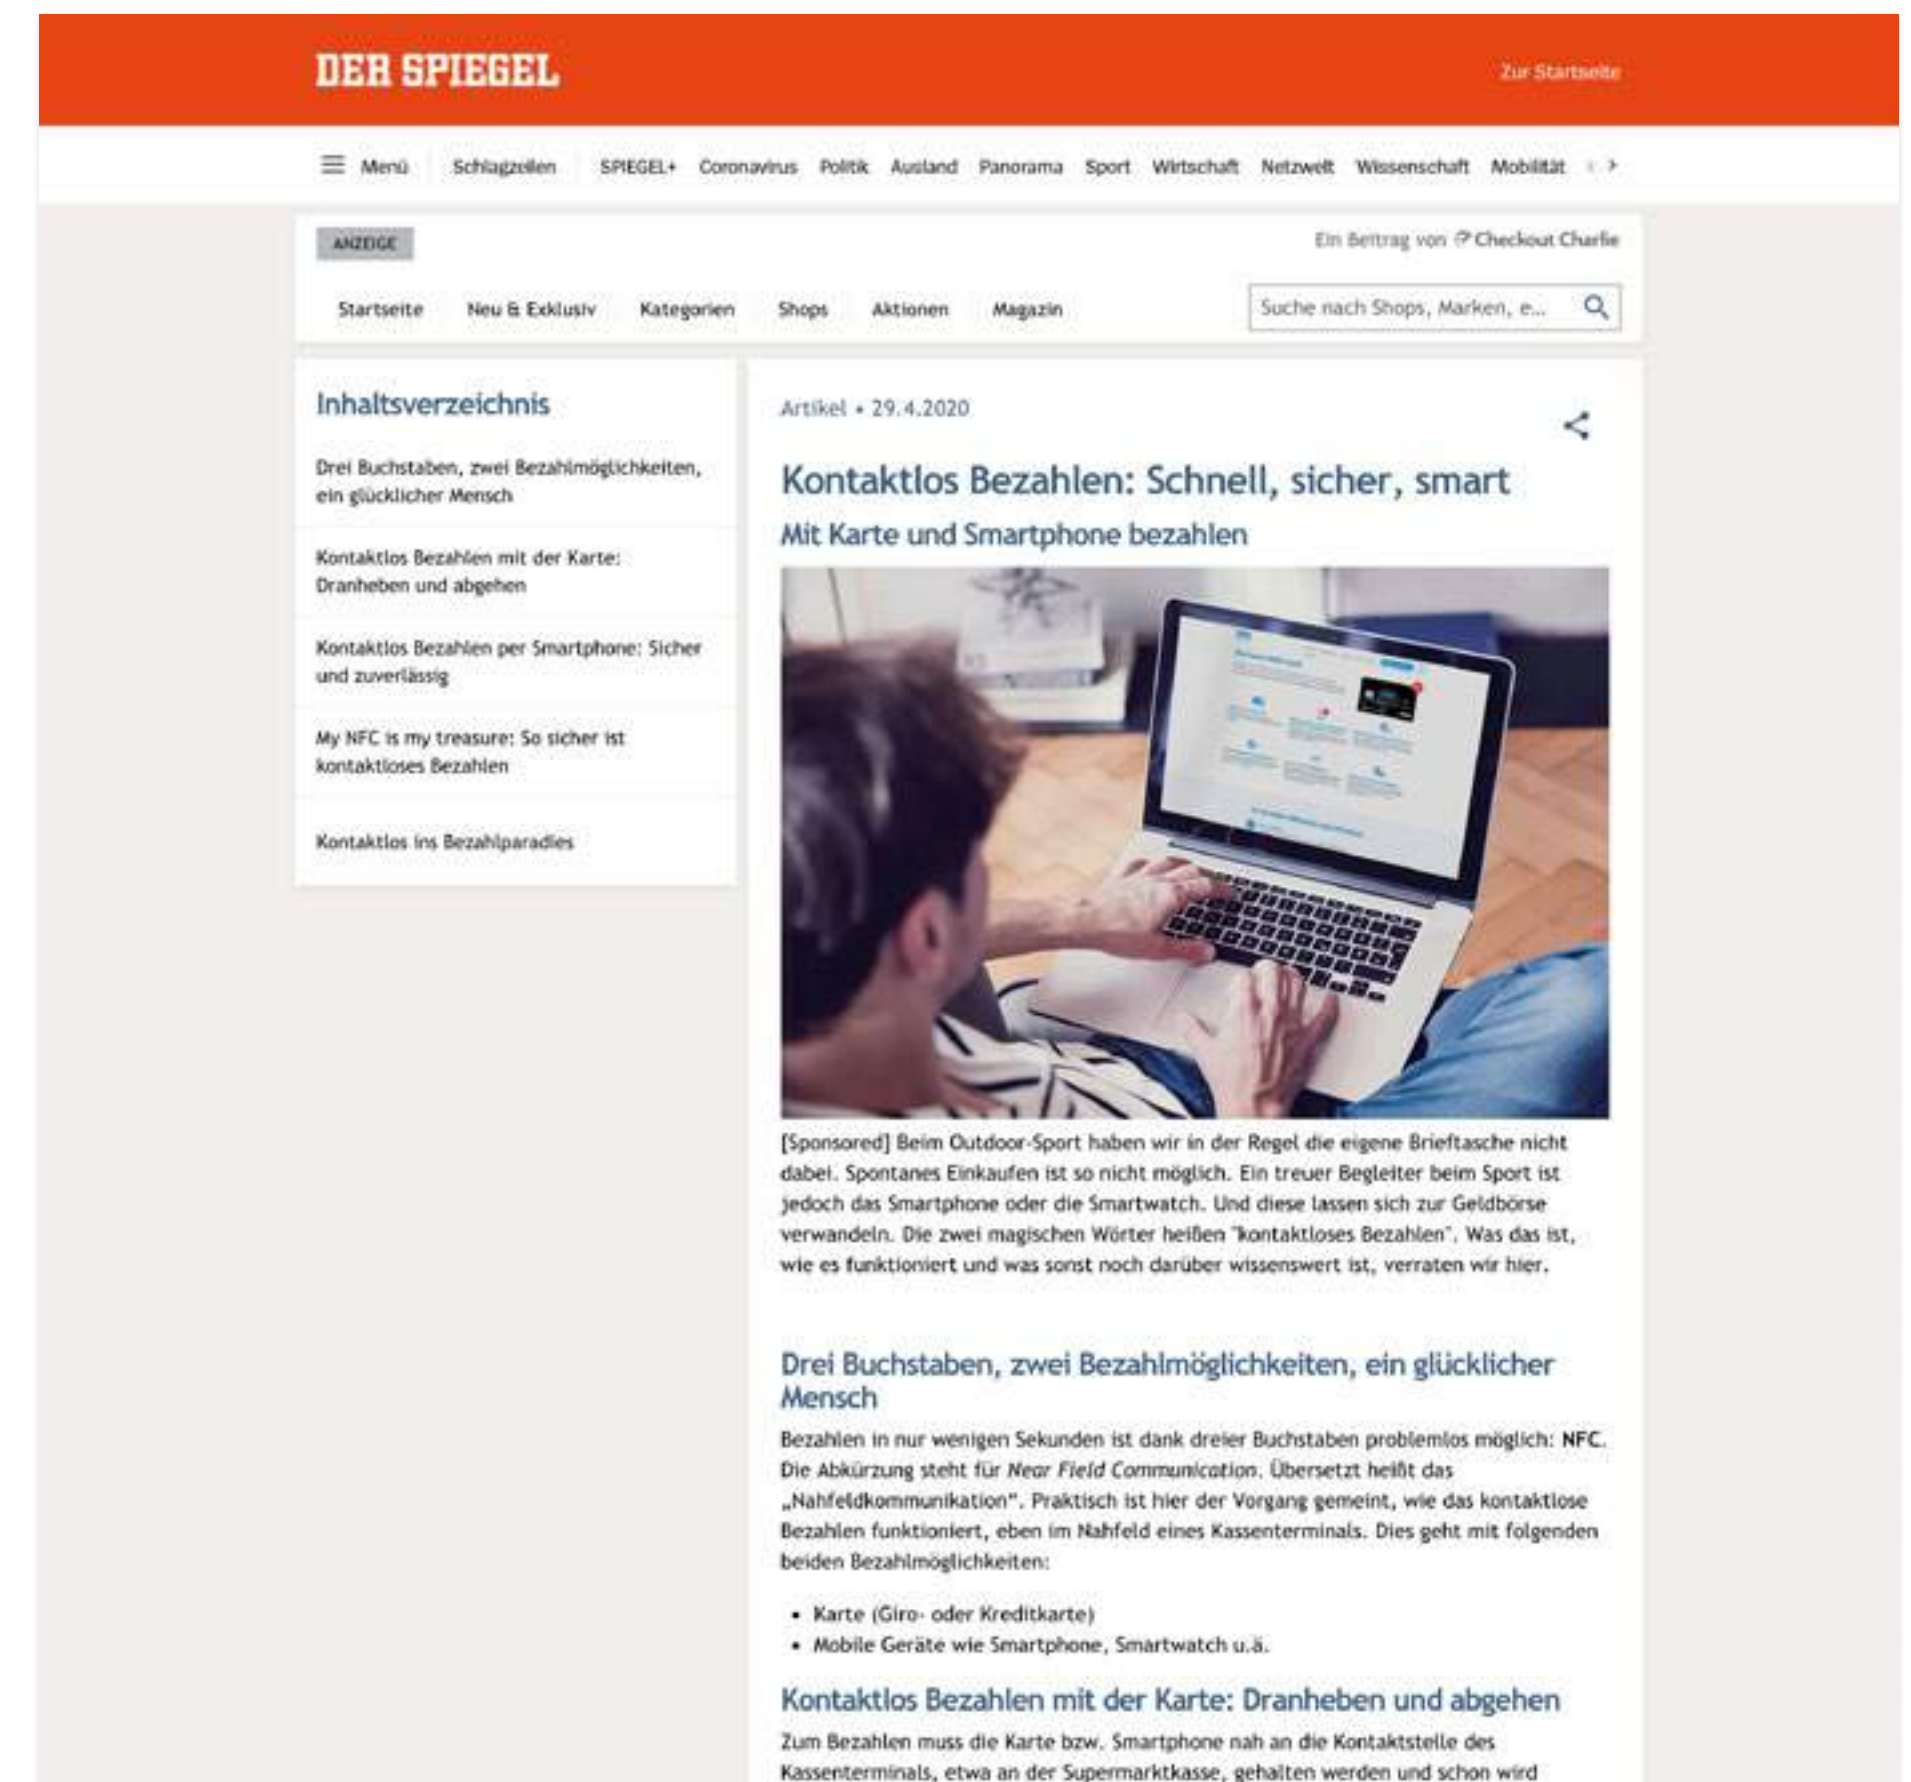 DER SPIEGEL
Zur Startseite
Menü Schlagzeilen SPIEGEL+ Coronavirus Politik Ausland Panorama Sport Wirtschaft Netzwelt Wissenschaft Mobilität
ANZEIGE
Ein Beitrag von Checkout Charlie
Startseite Neu & Exklusiv Kategorien Shops Aktionen Magazin
Suche nach Shops, Marken, e...
Inhaltsverzeichnis
Drei Buchstaben, zwei Bezahlmöglichkeiten,
ein glücklicher Mensch
Kontaktlos Bezahlen mit der Karte:
Dranheben und abgehen
Kontaktlos Bezahlen per Smartphone: Sicher
und zuverlässig
My NFC is my treasure: So sicher ist
kontaktloses Bezahlen
Kontaktlos ins Bezahlparadies
Artikel • 29.4.2020
Kontaktlos Bezahlen: Schnell, sicher, smart
Mit Karte und Smartphone bezahlen
[Sponsored] Beim Outdoor-Sport haben wir in der Regel die eigene Brieftasche nicht
dabei. Spontanes Einkaufen ist so nicht möglich. Ein treuer Begleiter beim Sport ist
jedoch das Smartphone oder die Smartwatch. Und diese lassen sich zur Geldbörse
verwandeln. Die zwei magischen Wörter heißen "kontaktloses Bezahlen". Was das ist,
wie es funktioniert und was sonst noch darüber wissenswert ist, verraten wir hier.
Drei Buchstaben, zwei Bezahlmöglichkeiten, ein glücklicher
Mensch
Bezahlen in nur wenigen Sekunden ist dank dreier Buchstaben problemlos möglich: NFC.
Die Abkürzung steht für Near Field Communication. Übersetzt heißt das
„Nahfeldkommunikation“. Praktisch ist hier der Vorgang gemeint, wie das kontaktlose
Bezahlen funktioniert, eben im Nahfeld eines Kassenterminals. Dies geht mit folgenden
beiden Bezahlmöglichkeiten:
• Karte (Giro- oder Kreditkarte)
• Mobile Geräte wie Smartphone, Smartwatch u.ä.
Kontaktlos Bezahlen mit der Karte: Dranheben und abgehen
Zum Bezahlen muss die Karte bzw. Smartphone nah an die Kontaktstelle des
Kassenterminals, etwa an der Supermarktkasse, gehalten werden und schon wird